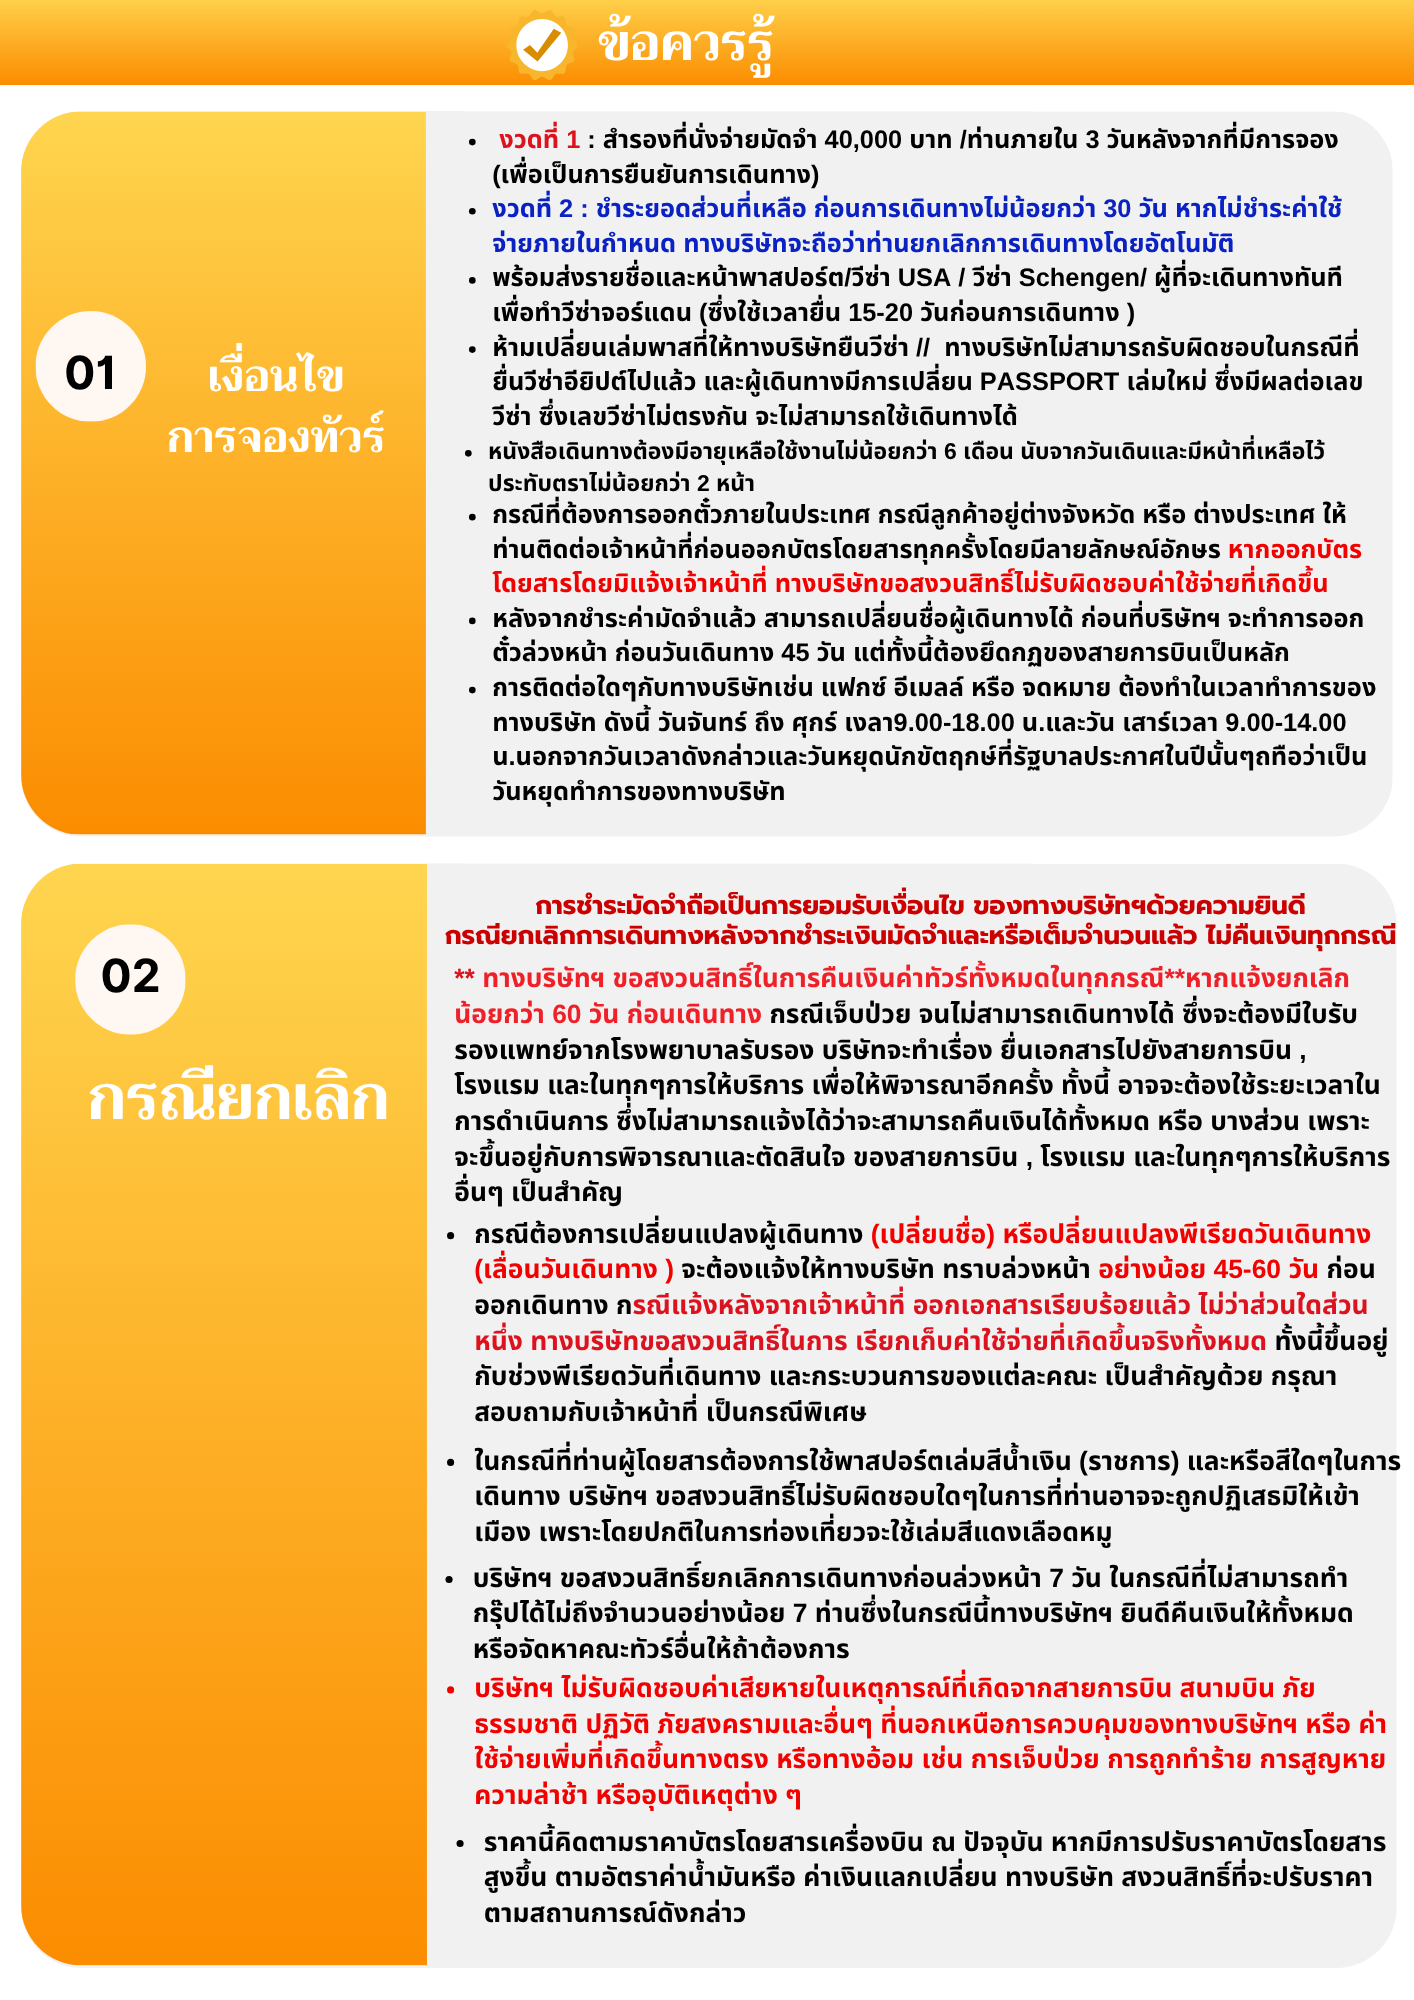 ข้อควรรู้
01
เงื่อนไข
การจองทัวร์
• งวดที่ 1 : สำรองที่นั่งจ่ายมัดจำ 40,000 บาท /ท่านภายใน 3 วันหลังจากที่มีการจอง
(เพื่อเป็นการยืนยันการเดินทาง)
• งวดที่ 2 : ชำระยอดส่วนที่เหลือ ก่อนการเดินทางไม่น้อยกว่า 30 วัน หากไม่ชำระค่าใช้
จ่ายภายในกำหนด ทางบริษัทจะถือว่าท่านยกเลิกการเดินทางโดยอัตโนมัติ
• พร้อมส่งรายชื่อและหน้าพาสปอร์ต/วีซ่า USA / วีซ่า Schengen/ ผู้ที่จะเดินทางทันที
เพื่อทำวีซ่าจอร์แดน (ซึ่งใช้เวลายื่น 15-20 วันก่อนการเดินทาง )
• ห้ามเปลี่ยนเล่มพาสที่ให้ทางบริษัทยืนวีซ่า // ทางบริษัทไม่สามารถรับผิดชอบในกรณีที่
ยื่นวีซ่าอียิปต์ไปแล้ว และผู้เดินทางมีการเปลี่ยน PASSPORT เล่มใหม่ ซึ่งมีผลต่อเลข
วีซ่า ซึ่งเลขวีซ่าไม่ตรงกัน จะไม่สามารถใช้เดินทางได้
• หนังสือเดินทางต้องมีอายุเหลือใช้งานไม่น้อยกว่า 6 เดือน นับจากวันเดินและมีหน้าที่เหลือไว้
ประทับตราไม่น้อยกว่า 2 หน้า
• กรณีที่ต้องการออกตั๋วภายในประเทศ กรณีลูกค้าอยู่ต่างจังหวัด หรือ ต่างประเทศ ให้
ท่านติดต่อเจ้าหน้าที่ก่อนออกบัตรโดยสารทุกครั้งโดยมีลายลักษณ์อักษร หากออกบัตร
โดยสารโดยมิแจ้งเจ้าหน้าที่ ทางบริษัทขอสงวนสิทธิ์ไม่รับผิดชอบค่าใช้จ่ายที่เกิดขึ้น
• หลังจากชำระค่ามัดจำแล้ว สามารถเปลี่ยนชื่อผู้เดินทางได้ ก่อนที่บริษัทฯ จะทำการออก
ตั๋วล่วงหน้า ก่อนวันเดินทาง 45 วัน แต่ทั้งนี้ต้องยึดกฏของสายการบินเป็นหลัก
• การติดต่อใดๆกับทางบริษัทเช่น แฟกซ์ อีเมลล์ หรือ จดหมาย ต้องทำในเวลาทำการของ
ทางบริษัท ดังนี้ วันจันทร์ ถึง ศุกร์ เงลา9.00-18.00 น.และวัน เสาร์เวลา 9.00-14.00
น.นอกจากวันเวลาดังกล่าวและวันหยุดนักขัตฤกษ์ที่รัฐบาลประกาศในปีนั้นๆถทือว่าเป็น
วันหยุดทำการของทางบริษัท
02
กรณียกเลิก
การชำระมัดจำถือเป็นการยอมรับเงื่อนไข ของทางบริษัทฯด้วยความยินดี
กรณียกเลิกการเดินทางหลังจากชำระเงินมัดจำและหรือเต็มจำนวนแล้ว ไม่คืนเงินทุกกรณี
** ทางบริษัทฯ ขอสงวนสิทธิ์ในการคืนเงินค่าทัวร์ทั้งหมดในทุกกรณี**หากแจ้งยกเลิก
น้อยกว่า 60 วัน ก่อนเดินทาง กรณีเจ็บป่วย จนไม่สามารถเดินทางได้ ซึ่งจะต้องมีใบรับ
รองแพทย์จากโรงพยาบาลรับรอง บริษัทจะทำเรื่อง ยื่นเอกสารไปยังสายการบิน ,
โรงแรม และในทุกๆการให้บริการ เพื่อให้พิจารณาอีกครั้ง ทั้งนี้ อาจจะต้องใช้ระยะเวลาใน
การดำเนินการ ซึ่งไม่สามารถแจ้งได้ว่าจะสามารถคืนเงินได้ทั้งหมด หรือ บางส่วน เพราะ
จะขึ้นอยู่กับการพิจารณาและตัดสินใจ ของสายการบิน , โรงแรม และในทุกๆการให้บริการ
อื่นๆ เป็นสำคัญ
• กรณีต้องการเปลี่ยนแปลงผู้เดินทาง (เปลี่ยนชื่อ) หรือปลี่ยนแปลงพีเรียดวันเดินทาง
(เลื่อนวันเดินทาง ) จะต้องแจ้งให้ทางบริษัท ทราบล่วงหน้า อย่างน้อย 45-60 วัน ก่อน
ออกเดินทาง กรณีแจ้งหลังจากเจ้าหน้าที่ ออกเอกสารเรียบร้อยแล้ว ไม่ว่าส่วนใดส่วน
หนึ่ง ทางบริษัทขอสงวนสิทธิ์ในการ เรียกเก็บค่าใช้จ่ายที่เกิดขึ้นจริงทั้งหมด ทั้งนี้ขึ้นอยู่
กับช่วงพีเรียดวันที่เดินทาง และกระบวนการของแต่ละคณะ เป็นสำคัญด้วย กรุณา
สอบถามกับเจ้าหน้าที่ เป็นกรณีพิเศษ
• ในกรณีที่ท่านผู้โดยสารต้องการใช้พาสปอร์ตเล่มสีน้ำเงิน (ราชการ) และหรือสีใดๆในการ
เดินทาง บริษัทฯ ขอสงวนสิทธิ์ไม่รับผิดชอบใดๆในการที่ท่านอาจจะถูกปฏิเสธมิให้เข้า
เมือง เพราะโดยปกติในการท่องเที่ยวจะใช้เล่มสีแดงเลือดหมู
• บริษัทฯ ขอสงวนสิทธิ์ยกเลิกการเดินทางก่อนล่วงหน้า 7 วัน ในกรณีที่ไม่สามารถทำ
กรุ๊ปได้ไม่ถึงจำนวนอย่างน้อย 7 ท่านซึ่งในกรณีนี้ทางบริษัทฯ ยินดีคืนเงินให้ทั้งหมด
หรือจัดหาคณะทัวร์อื่นให้ถ้าต้องการ
• บริษัทฯ ไม่รับผิดชอบค่าเสียหายในเหตุการณ์ที่เกิดจากสายการบิน สนามบิน ภัย
ธรรมชาติ ปฏิวัติ ภัยสงครามและอื่นๆ ที่นอกเหนือการควบคุมของทางบริษัทฯ หรือ ค่า
ใช้จ่ายเพิ่มที่เกิดขึ้นทางตรง หรือทางอ้อม เช่น การเจ็บป่วย การถูกทำร้าย การสูญหาย
ความล่าช้า หรืออุบัติเหตุต่าง ๆ
• ราคานี้คิดตามราคาบัตรโดยสารเครื่องบิน ณ ปัจจุบัน หากมีการปรับราคาบัตรโดยสาร
สูงขึ้น ตามอัตราค่าน้ำมันหรือ ค่าเงินแลกเปลี่ยน ทางบริษัท สงวนสิทธิ์ที่จะปรับราคา
ตามสถานการณ์ดังกล่าว